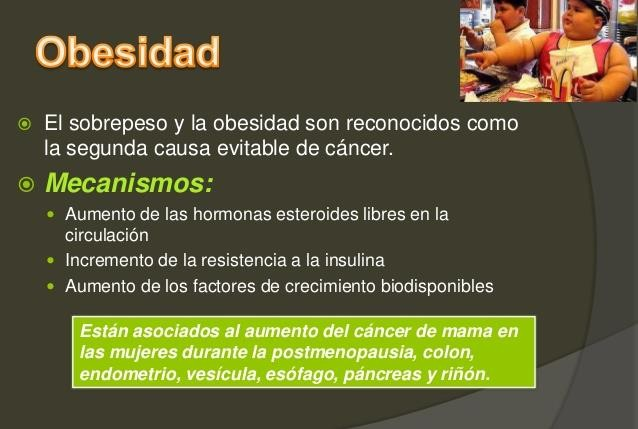 Obesidad
El sobrepeso y la obesidad son reconocidos como
la segunda causa evitable de cáncer.
Mecanismos:
Aumento de las hormonas esteroides libres en la
circulación
Incremento de la resistencia a la insulina
Aumento de los factores de crecimiento biodisponibles
Están asociados al aumento del cáncer de mama en
las mujeres durante la postmenopausia, colon,
endometrio, vesícula, esófago, páncreas y riñón.